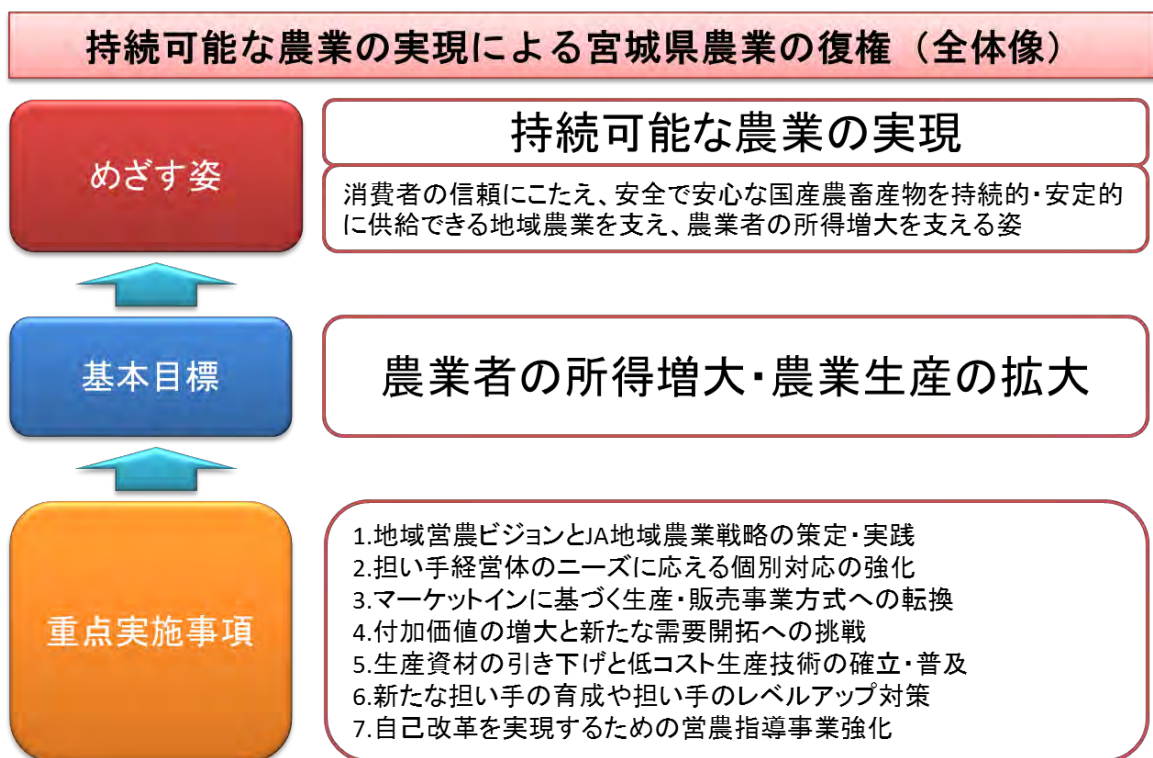 持続可能な農業の実現による宮城県農業の復権（全体像）
めざす姿
持続可能な農業の実現
消費者の信頼にこたえ、安全で安心な国産農畜産物を持続的・安定的
に供給できる地域農業を支え、農業者の所得増大を支える姿
基本目標
農業者の所得増大・農業生産の拡大
重点実施事項
1.地域営農ビジョンとJA地域農業戦略の策定・実践
2.担い手経営体のニーズに応える個別対応の強化
3.マーケットインに基づく生産・販売事業方式への転換
4.付加価値の増大と新たな需要開拓への挑戦
5.生産資材の引き下げと低コスト生産技術の確立・普及
6.新たな担い手の育成や担い手のレベルアップ対策
7.自己改革を実現するための営農指導事業強化